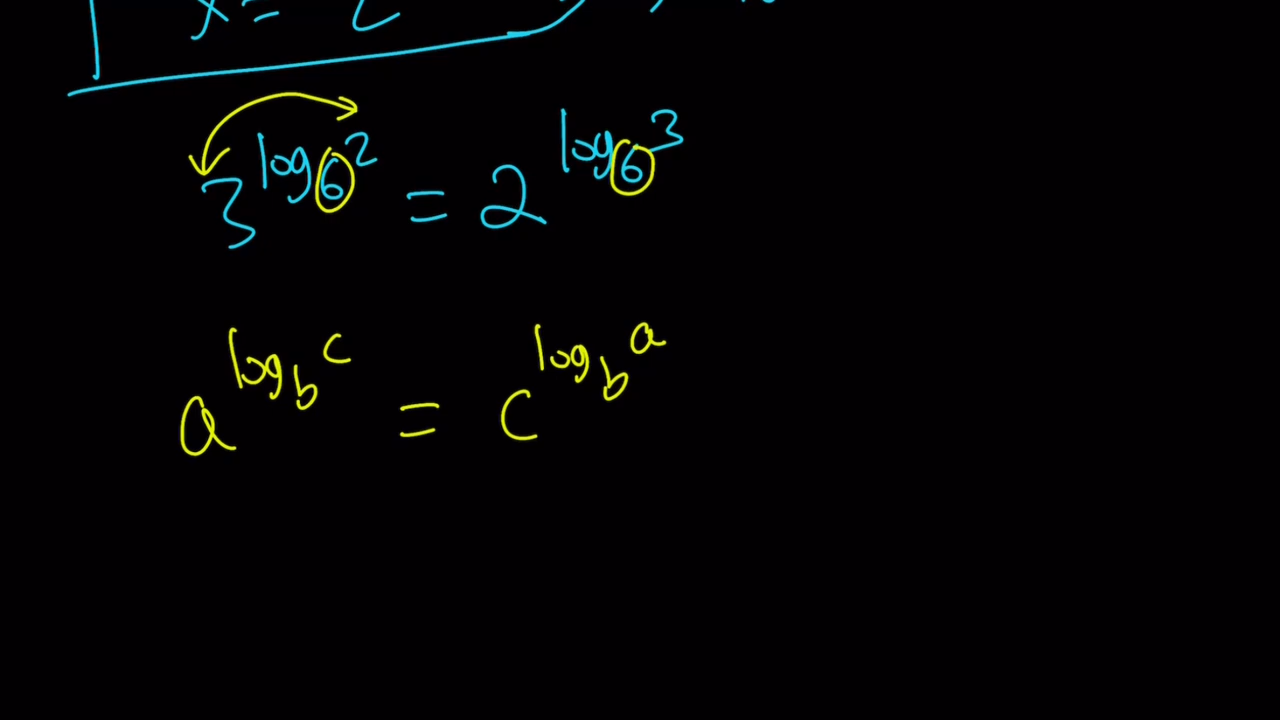 x =
3^log_6 2 = 2^log_6 3
a^log_b c = c^log_b a